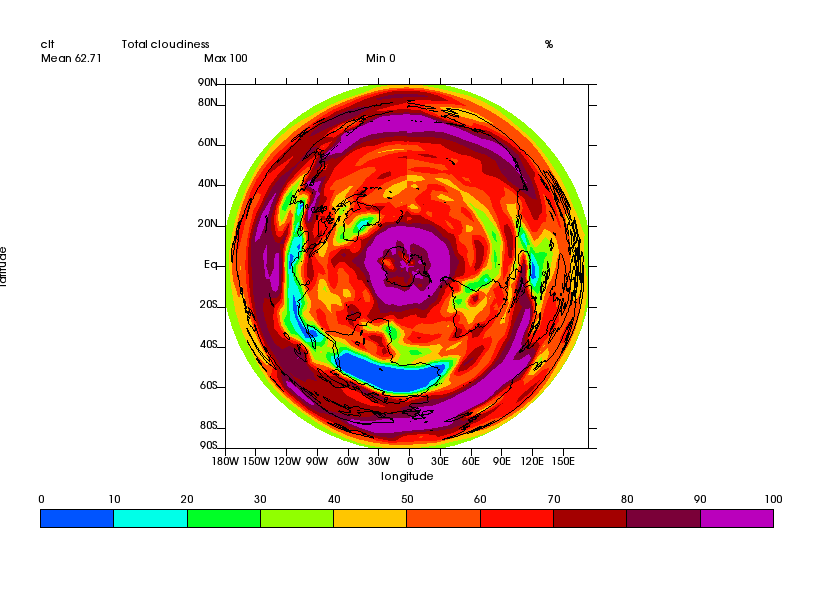 clt Total cloudiness %
Mean 62.71 Max 100 Min 0
90N
80N
60N
40N
20N
Eq
20S
40S
60S
80S
90S
latitude
180W 150W 120W 90W 60W 30W 0 30E 60E 90E 120E 150E
longitude
0 10 20 30 40 50 60 70 80 90 100